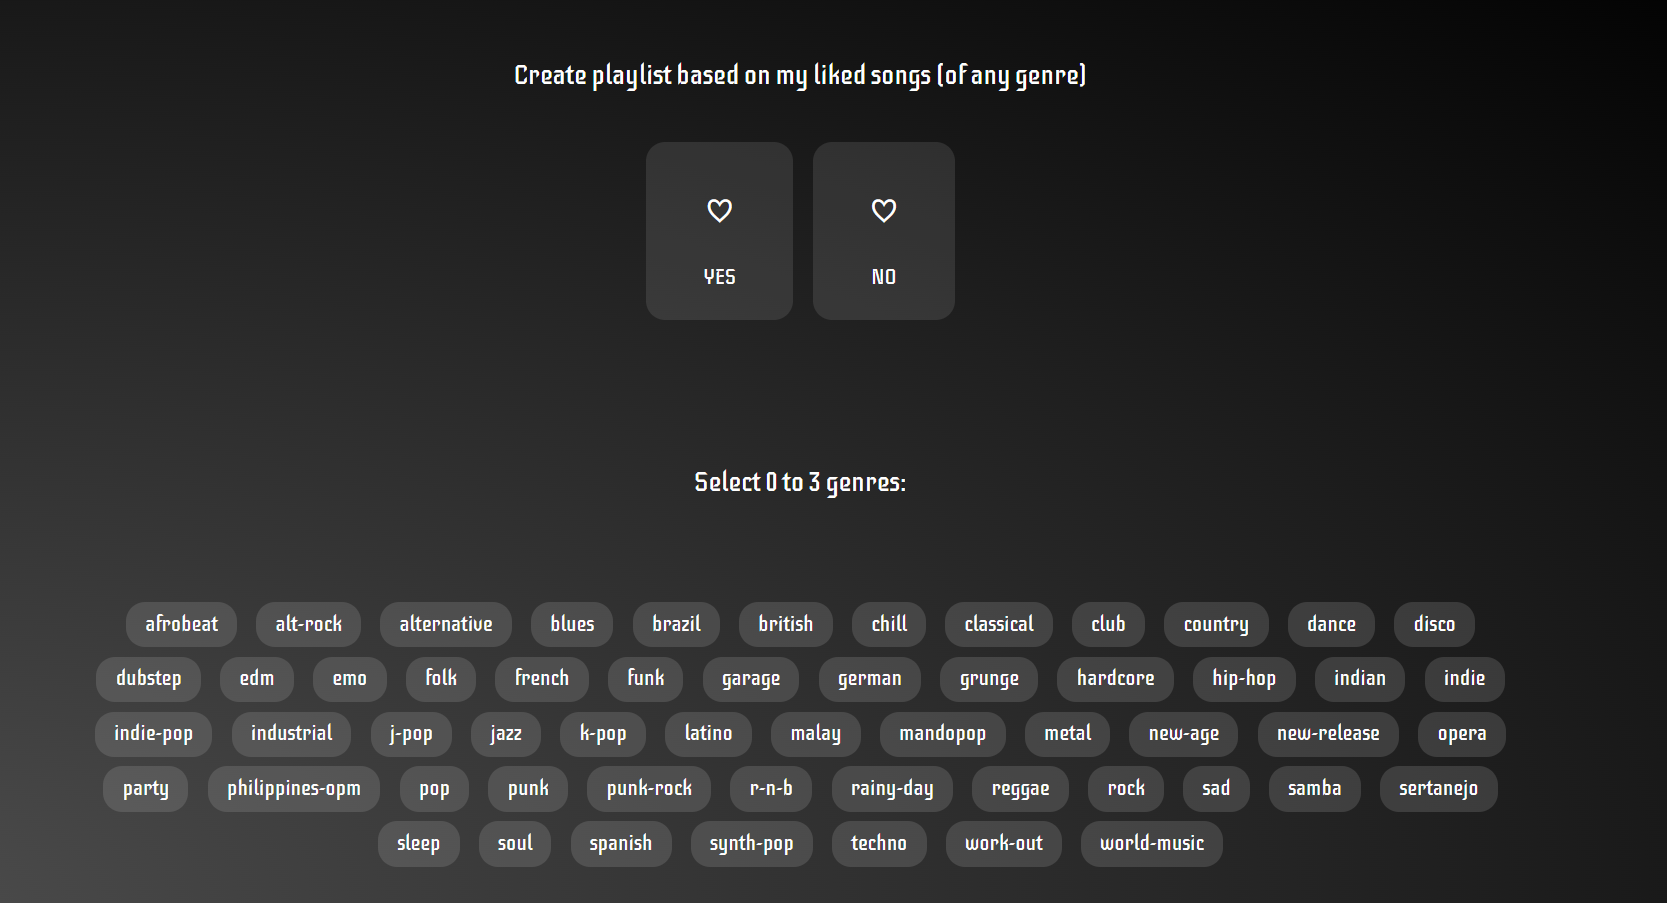 Create playlist based on my liked songs (of any genre)
YES NO
Select 0 to 3 genres:
afrobeat alt-rock alternative blues brazil british chill classical club country dance disco
dubstep edm emo folk french funk garage german grunge hardcore hip-hop indian indie
indie-pop industrial j-pop jazz k-pop latino malay mandopop metal new-age new-release opera
party philippines-opm pop punk punk-rock r-n-b rainy-day reggae rock sad samba sertanejo
sleep soul spanish synth-pop techno work-out world-music